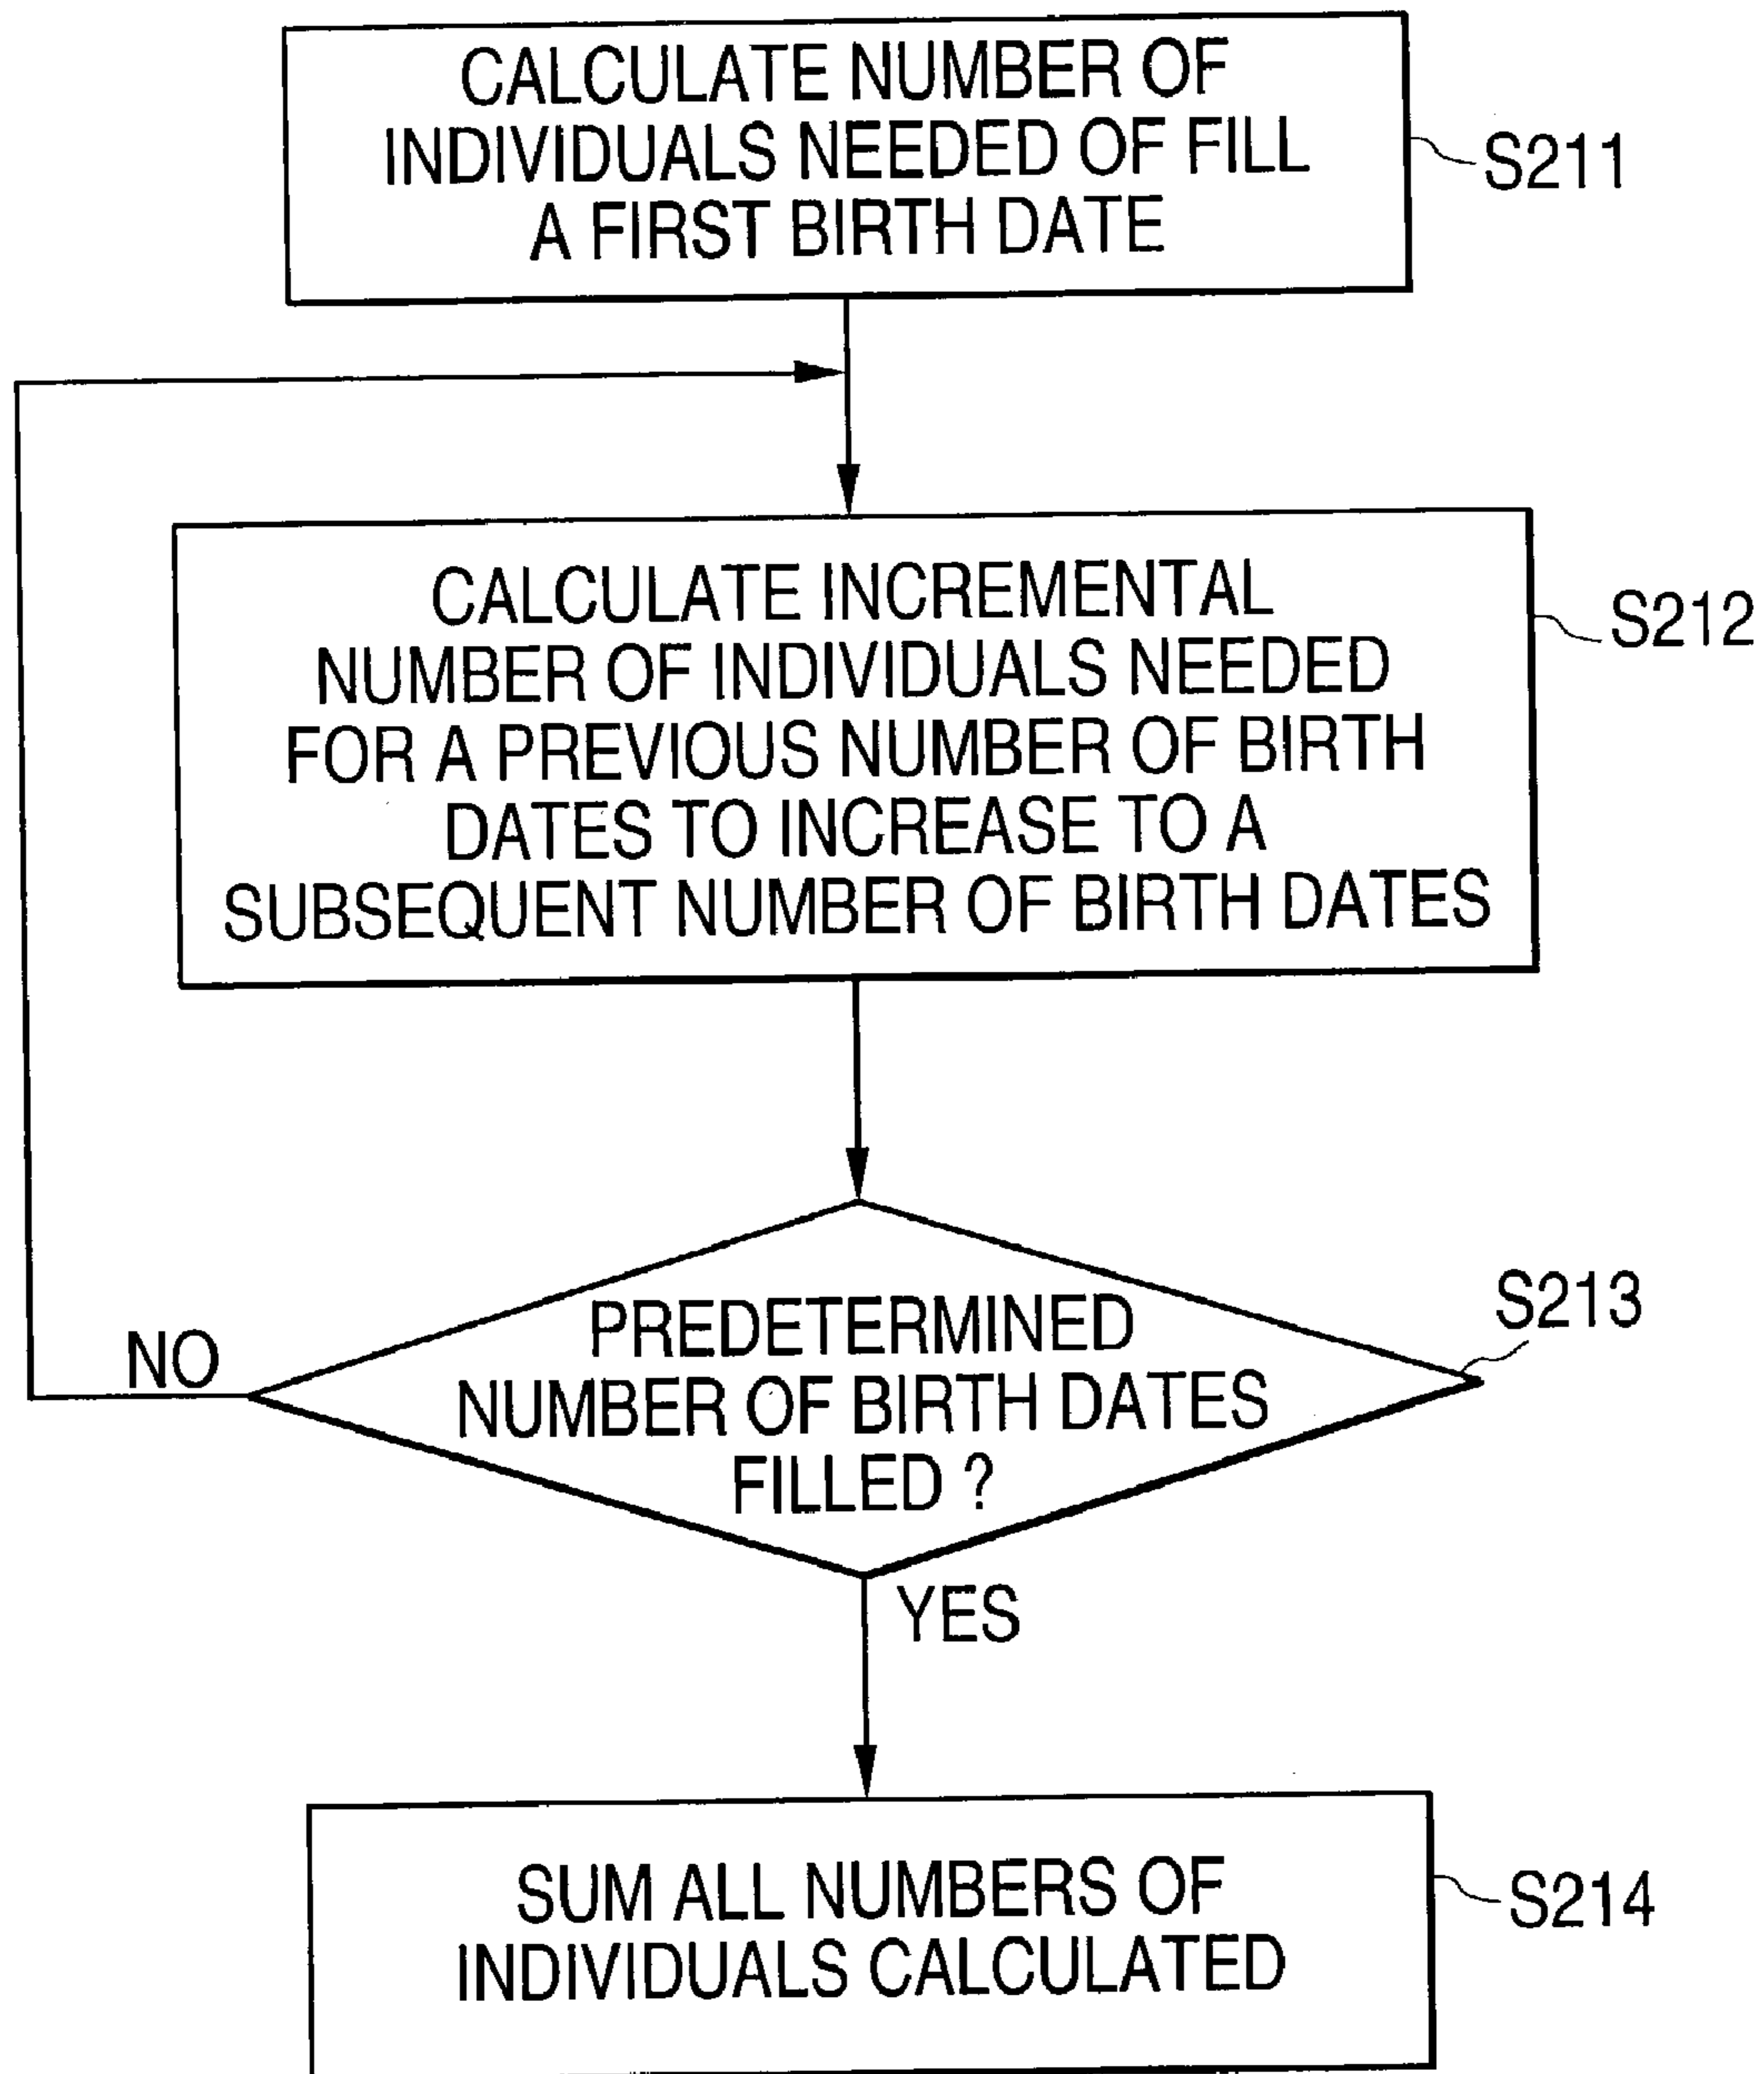 CALCULATE NUMBER OF
INDIVIDUALS NEEDED OF FILL
A FIRST BIRTH DATE
S211
CALCULATE INCREMENTAL
NUMBER OF INDIVIDUALS NEEDED
FOR A PREVIOUS NUMBER OF BIRTH
DATES TO INCREASE TO A
SUBSEQUENT NUMBER OF BIRTH DATES
S212
PREDETERMINED
NUMBER OF BIRTH DATES
FILLED ?
S213
NO
YES
SUM ALL NUMBERS OF
INDIVIDUALS CALCULATED
S214